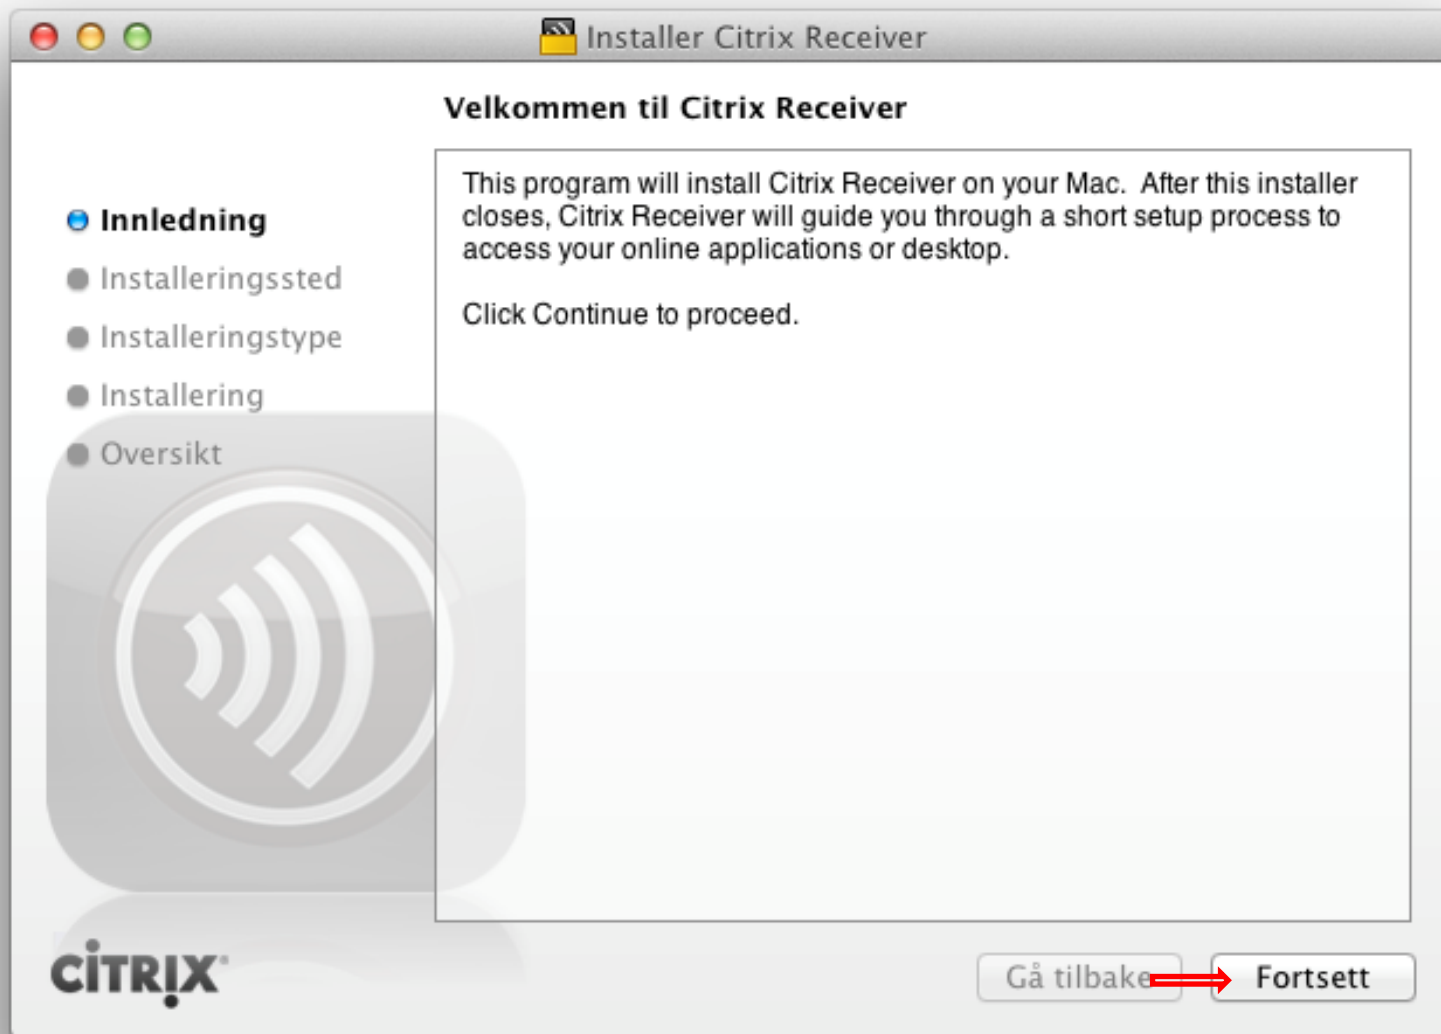 Installer Citrix Receiver
Velkommen til Citrix Receiver
Innledning
Installeringssted
Installeringstype
Installering
Oversikt
This program will install Citrix Receiver on your Mac.  After this installer
closes, Citrix Receiver will guide you through a short setup process to
access your online applications or desktop.
Click Continue to proceed.
CITRIX
Gå tilbake
Fortsett